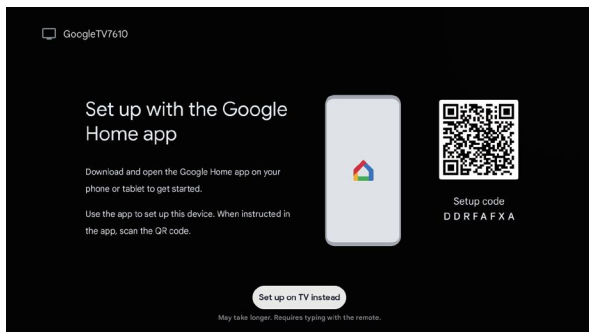 GoogleTV7610
Set up with the Google
Home app
Download and open the Google Home app on your
phone or tablet to get started.
Use the app to set up this device. When instructed in
the app, scan the QR code.
Setup code
DDRFAFXA
Set up on TV instead
May take longer. Requires typing with the remote.